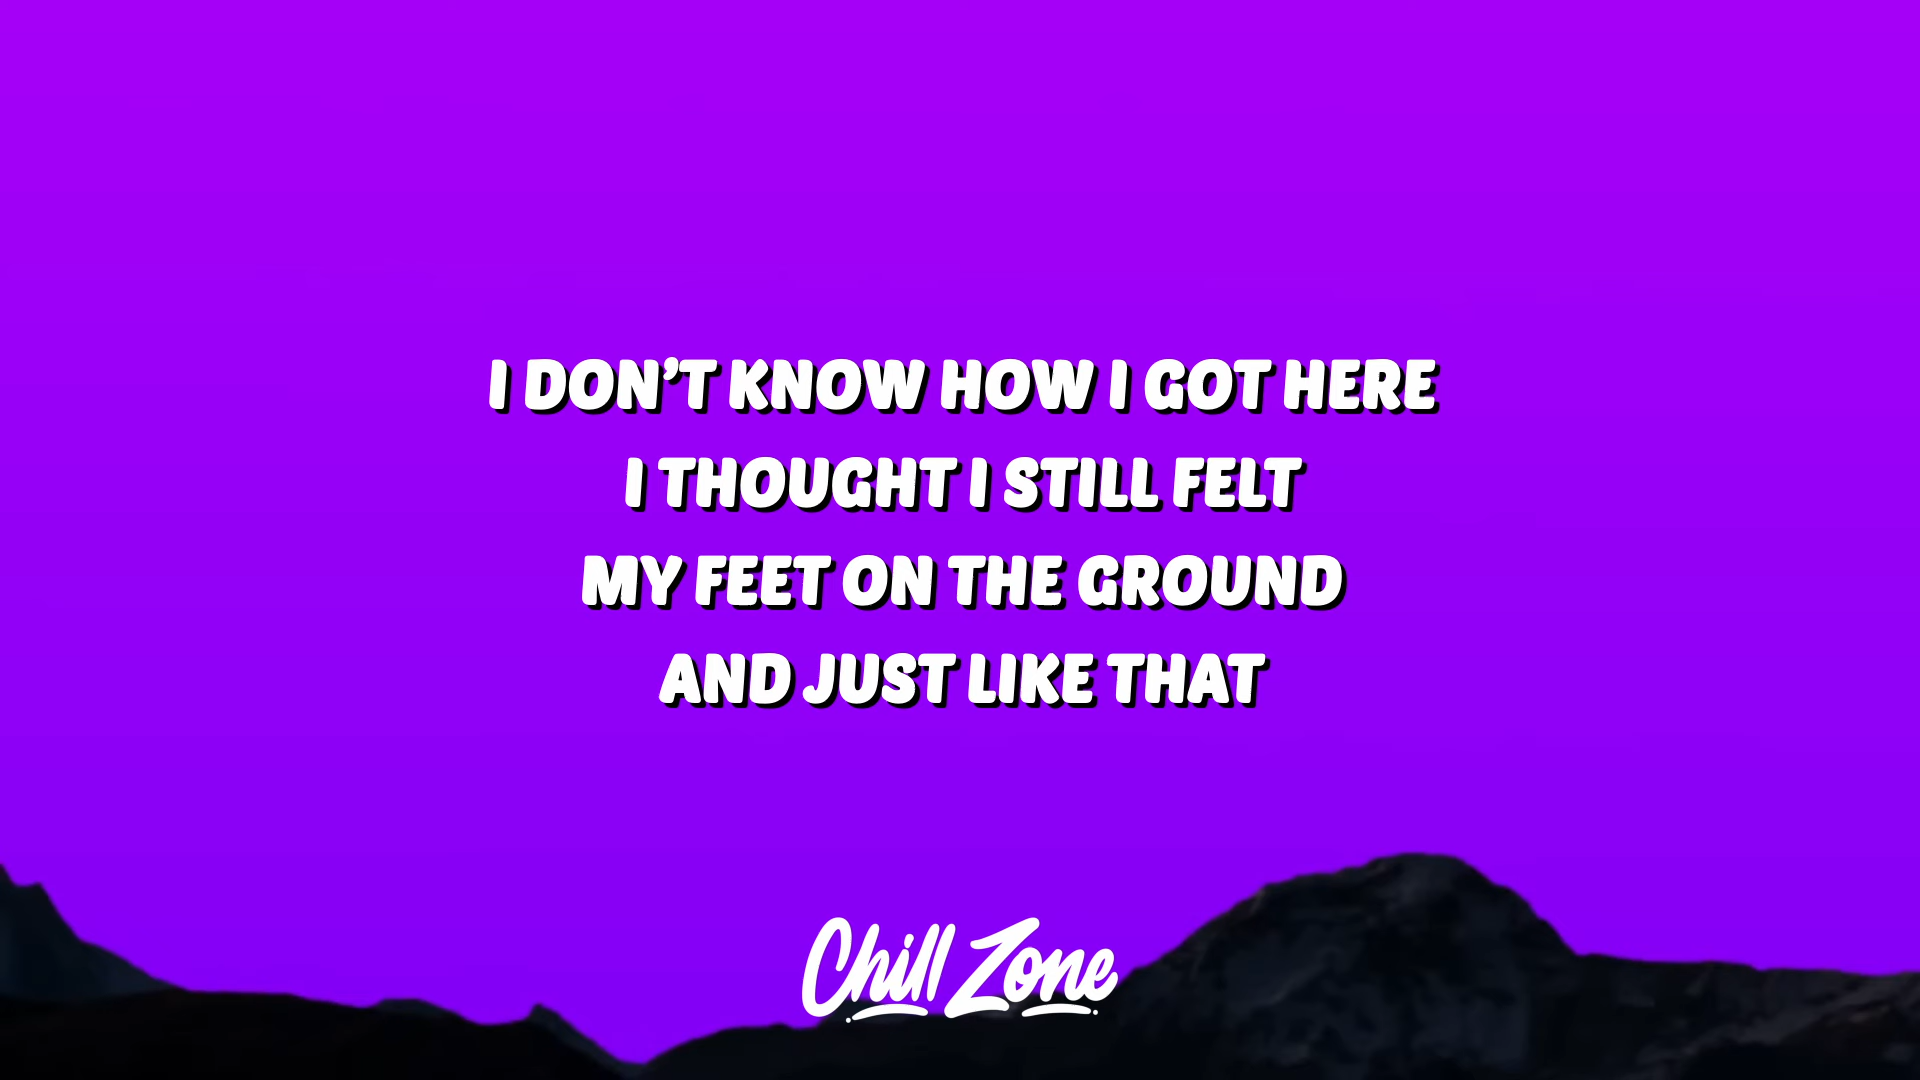 I DON’T KNOW HOW I GOT HERE
I THOUGHT I STILL FELT
MY FEET ON THE GROUND
AND JUST LIKE THAT
Chill Zone